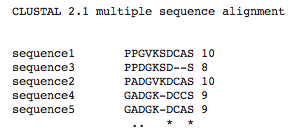 CLUSTAL 2.1 multiple sequence alignment
sequence1 PPGVKSDCAS 10
sequence3 PPDGKSD--S 8
sequence2 PADGVKDCAS 10
sequence4 GADGK-DCCS 9
sequence5 GADGK-DCAS 9
.. * *